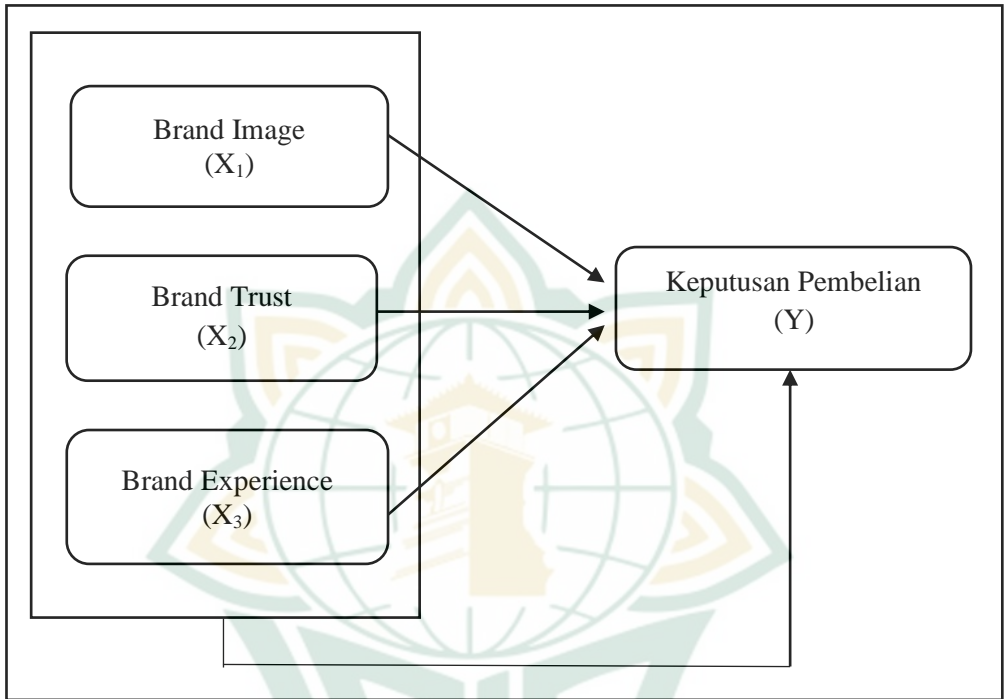 Brand Image
(X₁)
Brand Trust
(X₂)
Brand Experience
(X₃)
Keputusan Pembelian
(Y)